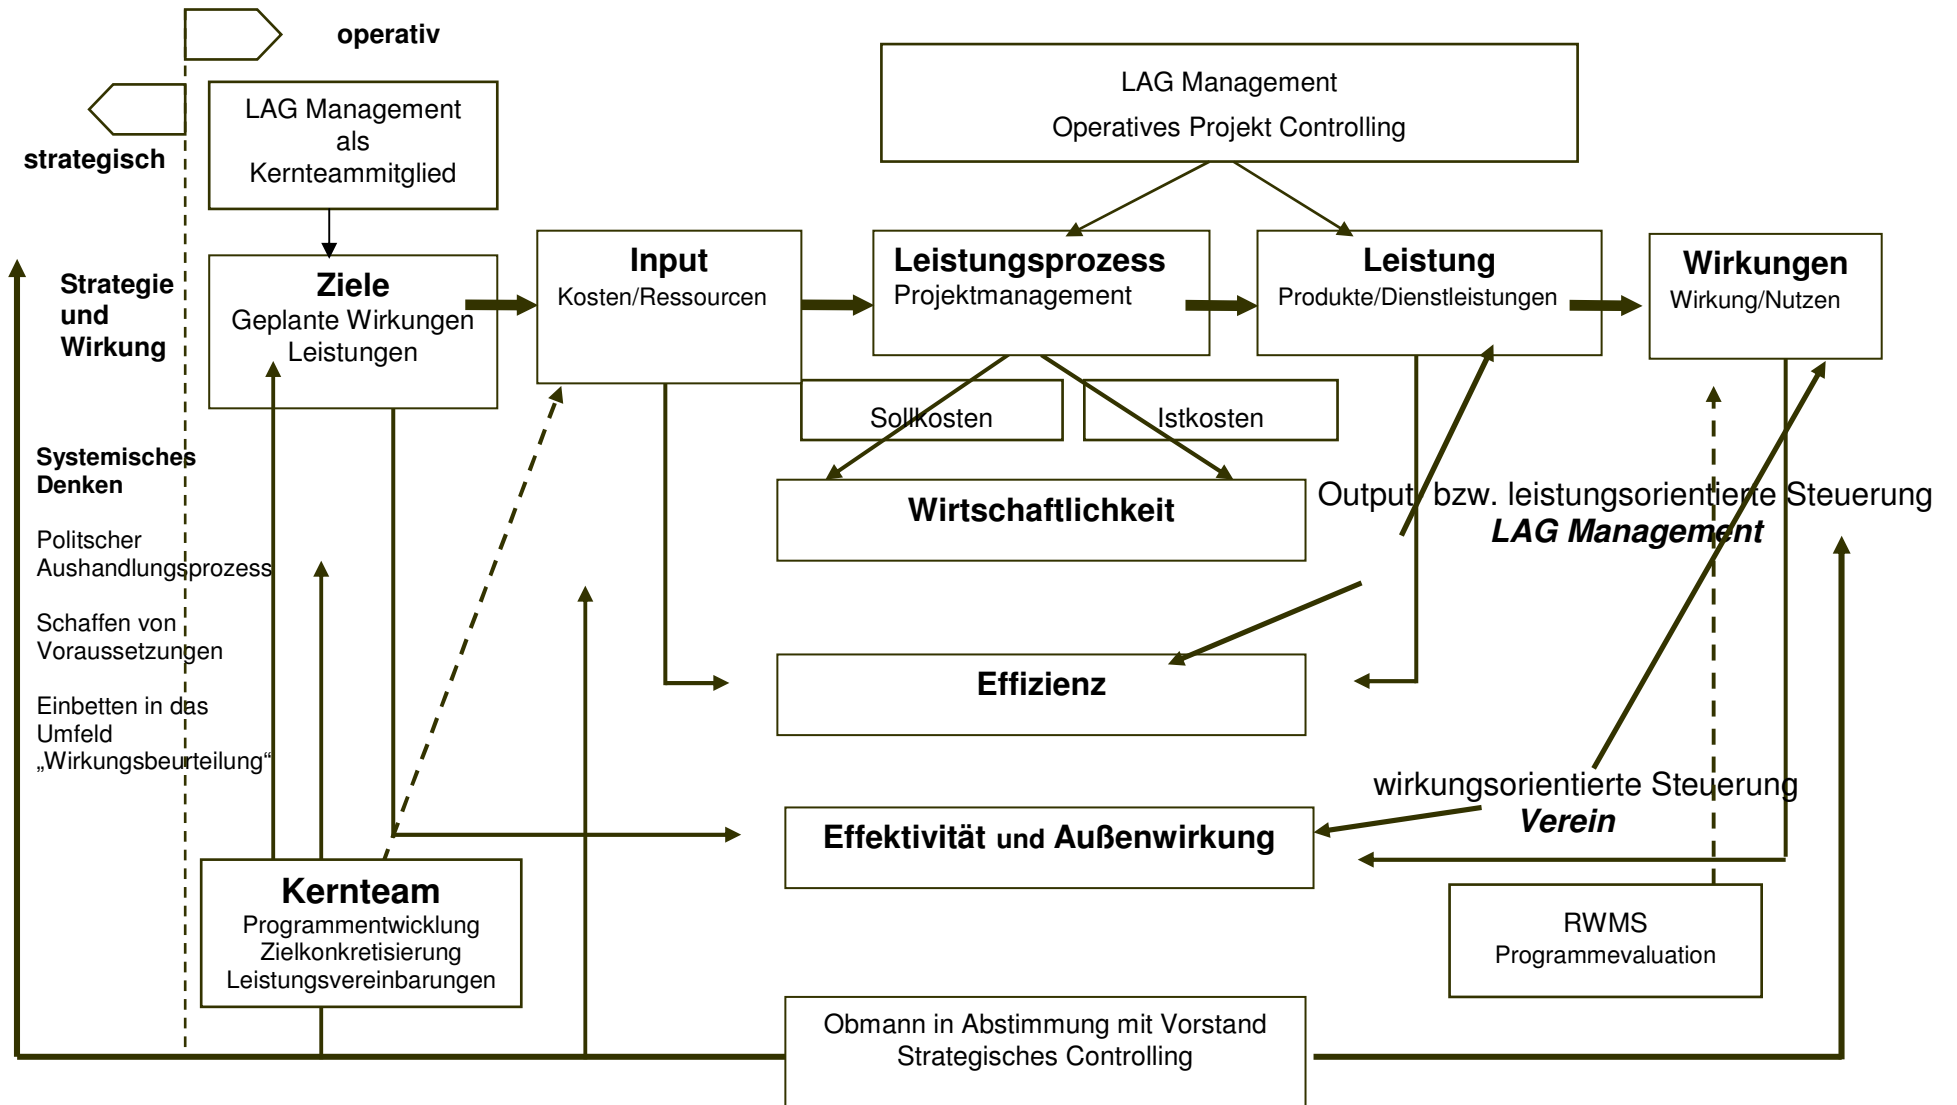 operativ
strategisch
LAG Management
als
Kernteammitglied
LAG Management
Operatives Projekt Controlling
Strategie
und
Wirkung
Ziele
Geplante Wirkungen
Leistungen
Input
Kosten/Ressourcen
Leistungsprozess
Projektmanagement
Leistung
Produkte/Dienstleistungen
Wirkungen
Wirkung/Nutzen
Sollkosten
Istkosten
Systemisches
Denken
Politscher
Aushandlungsprozess
Schaffen von
Voraussetzungen
Einbetten in das
Umfeld
„Wirkungsbeurteilung“
Wirtschaftlichkeit
Output bzw. leistungsorientierte Steuerung
LAG Management
Effizienz
wirkungsorientierte Steuerung
Verein
Effektivität und Außenwirkung
Kernteam
Programmentwicklung
Zielkonkretisierung
Leistungsvereinbarungen
RWMS
Programmevaluation
Obmann in Abstimmung mit Vorstand
Strategisches Controlling